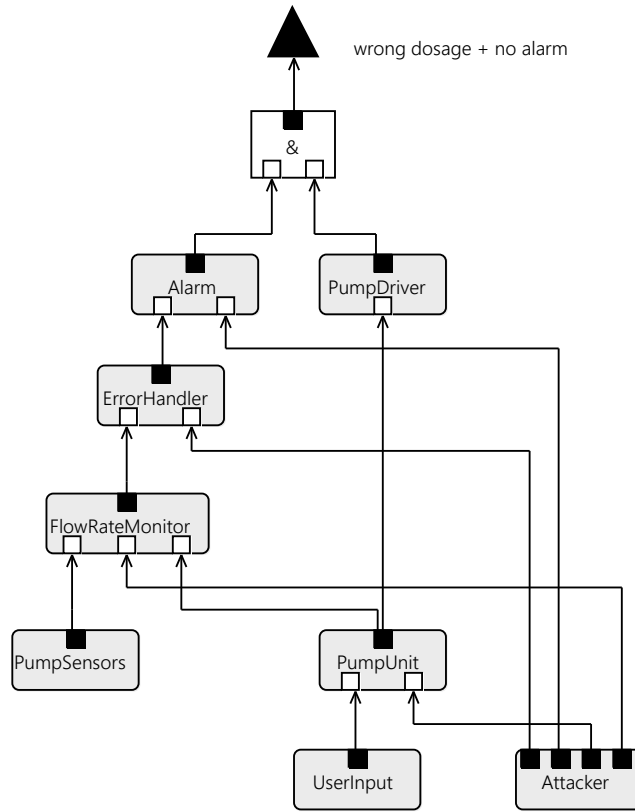 wrong dosage + no alarm
&
Alarm
PumpDriver
ErrorHandler
FlowRateMonitor
PumpSensors
PumpUnit
UserInput
Attacker